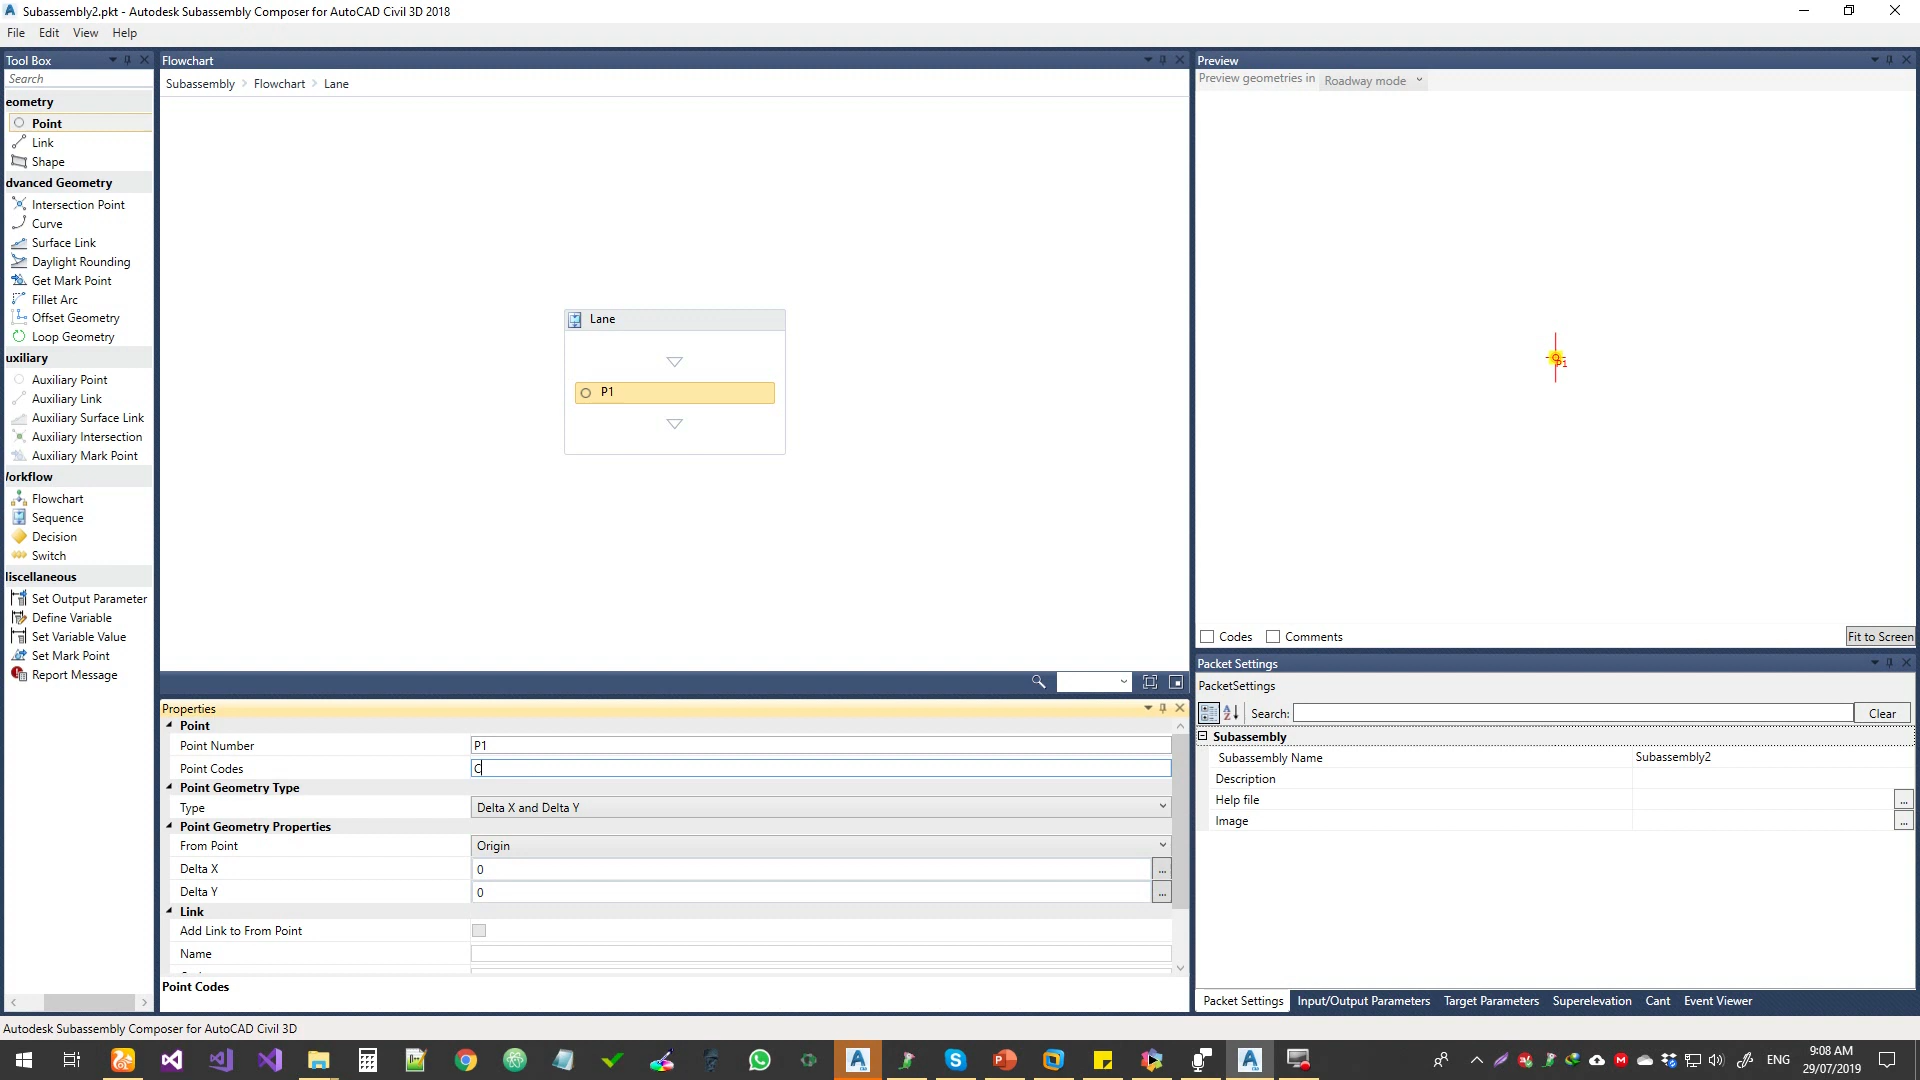 Subassembly2.pkt - Autodesk Subassembly Composer for AutoCAD Civil 3D 2018
File Edit View Help
Tool Box
Search
eometry
Point
Link
Shape
dvanced Geometry
Intersection Point
Curve
Surface Link
Daylight Rounding
Get Mark Point
Fillet Arc
Offset Geometry
Loop Geometry
uxiliary
Auxiliary Point
Auxiliary Link
Auxiliary Surface Link
Auxiliary Intersection
Auxiliary Mark Point
/orkflow
Flowchart
Sequence
Decision
Switch
liscellaneous
Set Output Parameter
Define Variable
Set Variable Value
Set Mark Point
Report Message
Flowchart
Subassembly > Flowchart > Lane
Lane
P1
Properties
Point
Point Number P1
Point Codes C
Point Geometry Type
Type Delta X and Delta Y
Point Geometry Properties
From Point Origin
Delta X 0 ...
Delta Y 0 ...
Link
Add Link to From Point
Name
Point Codes
Preview
Preview geometries in Roadway mode
P1
Codes Comments Fit to Screen
Packet Settings
PacketSettings
Search: Clear
Subassembly
Subassembly Name Subassembly2
Description
Help file ...
Image ...
Packet Settings Input/Output Parameters Target Parameters Superelevation Cant Event Viewer
Autodesk Subassembly Composer for AutoCAD Civil 3D
ENG
9:08 AM
29/07/2019